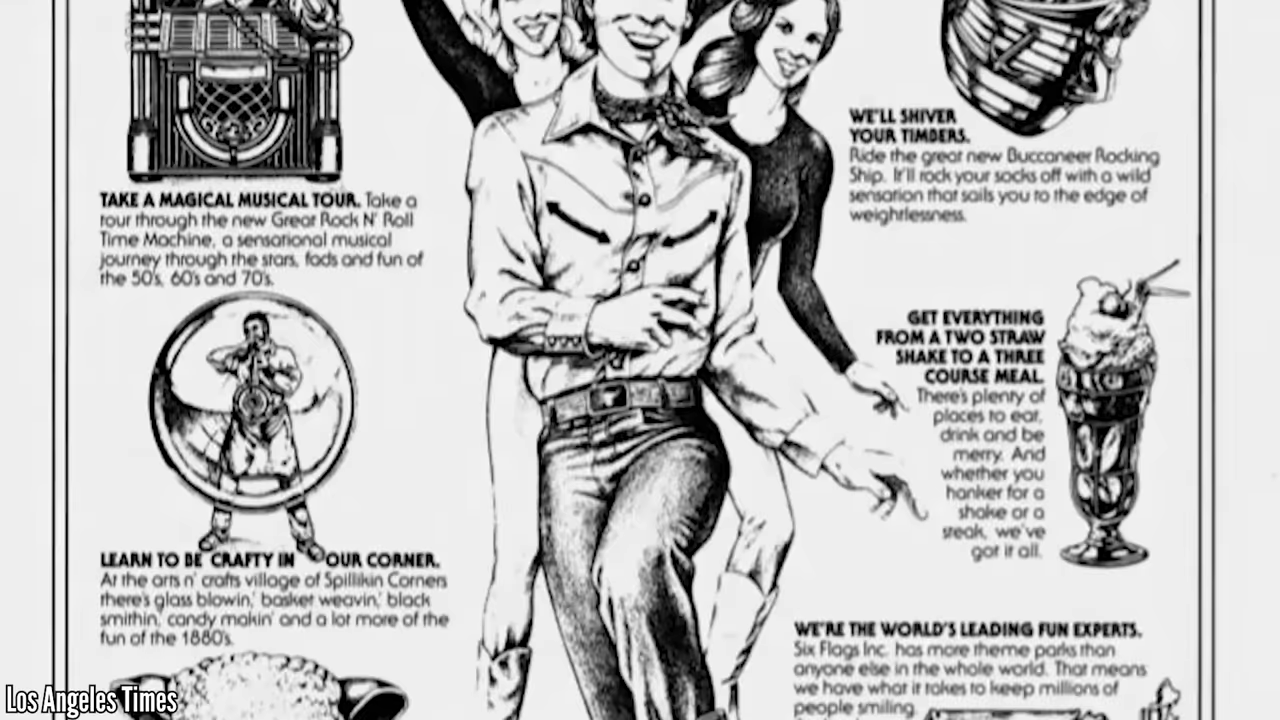 TAKE A MAGICAL MUSICAL TOUR. Take a
tour through the new Great Rock N' Roll
Time Machine, a sensational musical
journey through the stars, fads and fun of
the 50's, 60's and 70's.
LEARN TO BE CRAFTY IN OUR CORNER.
At the arts n' crafts village of Spillikin Corners
there's glass blowin,' basket weavin,' black
smithin,' candy makin' and a lot more of the
fun of the 1880's.
WE'LL SHIVER
YOUR TIMBERS.
Ride the great new Buccaneer Rocking
Ship. It'll rock your socks off with a wild
sensation that sails you to the edge of
weightlessness.
GET EVERYTHING
FROM A TWO STRAW
SHAKE TO A THREE
COURSE MEAL.
There's plenty of
places to eat,
drink and be
merry. And
whether you
hanker for a
shake or a
steak, we've
got it all.
WE'RE THE WORLD'S LEADING FUN EXPERTS.
Six Flags Inc. has more theme parks than
anyone else in the whole world. That means
we have what it takes to keep millions of
people smiling.
Los Angeles Times